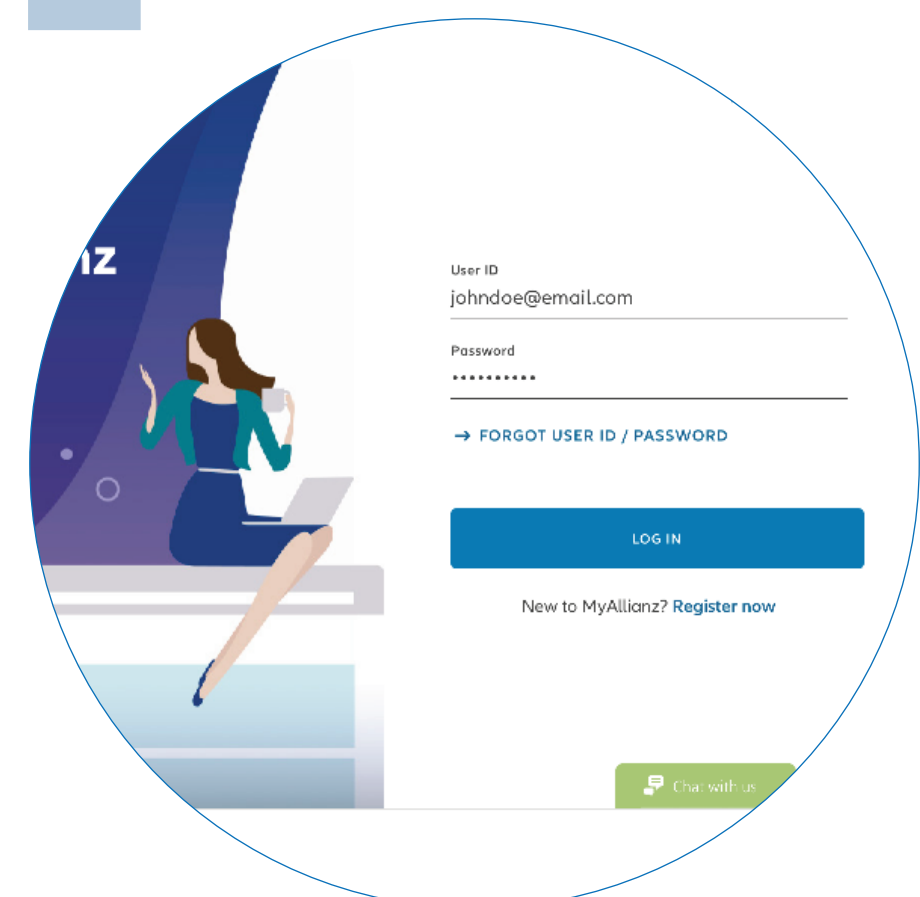 nz
User ID
johndoe@email.com
Password
••••••••••
→ FORGOT USER ID / PASSWORD
LOG IN
New to MyAllianz? Register now
Chat with us